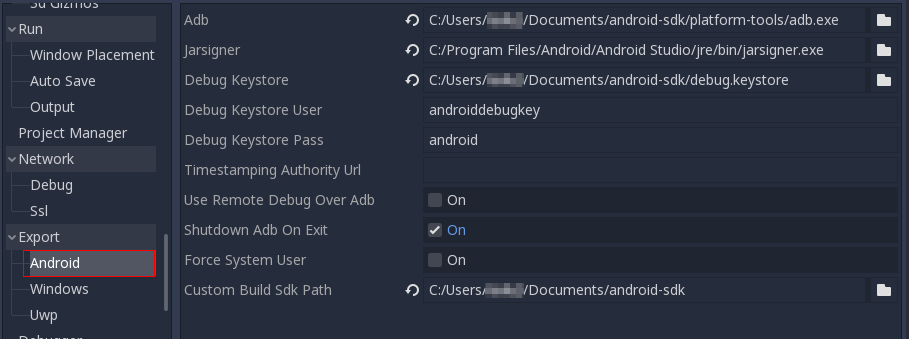 3d Gizmos
Run
Window Placement
Auto Save
Output
Project Manager
Network
Debug
Ssl
Export
Android
Windows
Uwp
Debugger
Adb C:/Users/ /Documents/android-sdk/platform-tools/adb.exe
Jarsigner C:/Program Files/Android/Android Studio/jre/bin/jarsigner.exe
Debug Keystore C:/Users/ /Documents/android-sdk/debug.keystore
Debug Keystore User androiddebugkey
Debug Keystore Pass android
Timestamping Authority Url
Use Remote Debug Over Adb On
Shutdown Adb On Exit On
Force System User On
Custom Build Sdk Path C:/Users/ /Documents/android-sdk